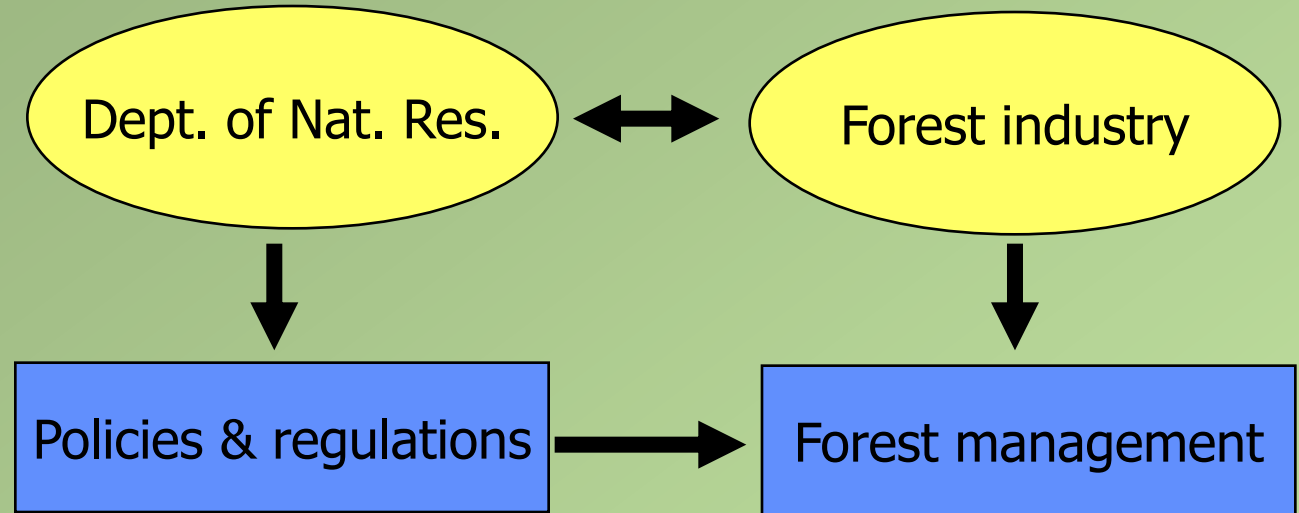 Dept. of Nat. Res.
Forest industry
Policies & regulations
Forest management